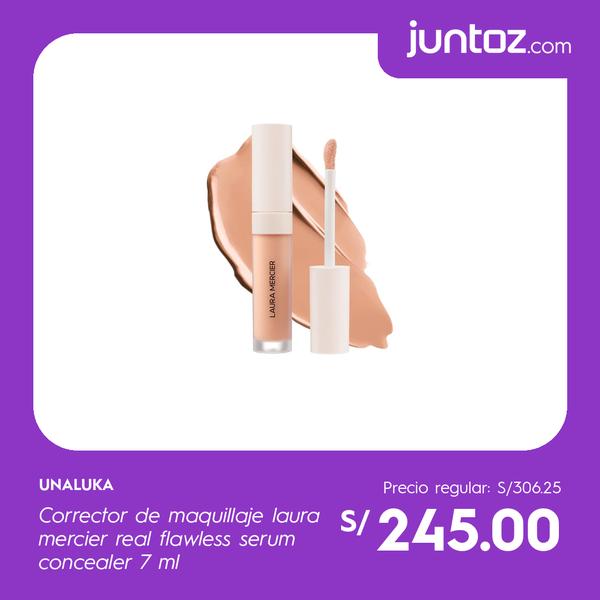 juntoz.com
LAURA MERCIER
UNALUKA
Corrector de maquillaje laura
mercier real flawless serum
concealer 7 ml
Precio regular: S/306.25
S/ 245.00